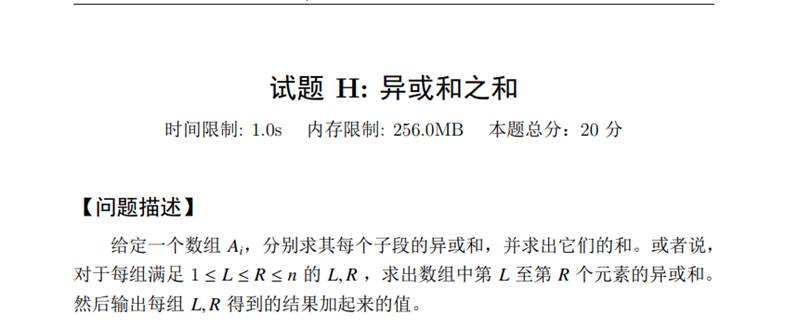 试题 H: 异或和之和
时间限制: 1.0s 内存限制: 256.0MB 本题总分：20 分
【问题描述】
给定一个数组 Ai，分别求其每个子段的异或和，并求出它们的和。或者说，
对于每组满足 1 ≤ L ≤ R ≤ n 的 L, R ，求出数组中第 L 至第 R 个元素的异或和。
然后输出每组 L, R 得到的结果加起来的值。